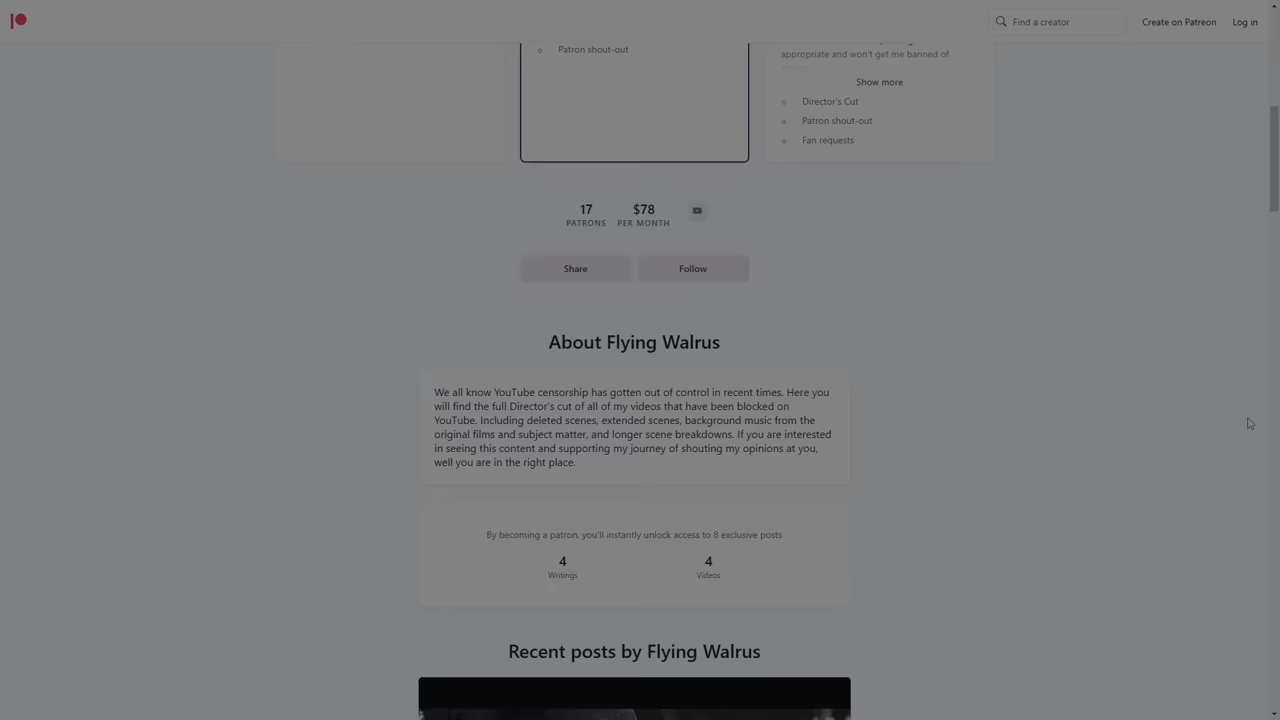 Find a creator
Create on Patreon
Log in
Patron shout-out
appropriate and won't get me banned of
Show more
Director's Cut
Patron shout-out
Fan requests
17
$78
PATRONS
PER MONTH
Share
Follow
About Flying Walrus
We all know YouTube censorship has gotten out of control in recent times. Here you
will find the full Director's cut of all of my videos that have been blocked on
YouTube. Including deleted scenes, extended scenes, background music from the
original films and subject matter, and longer scene breakdowns. If you are interested
in seeing this content and supporting my journey of shouting my opinions at you,
well you are in the right place.
By becoming a patron, you'll instantly unlock access to 8 exclusive posts
4
4
Writings
Videos
Recent posts by Flying Walrus